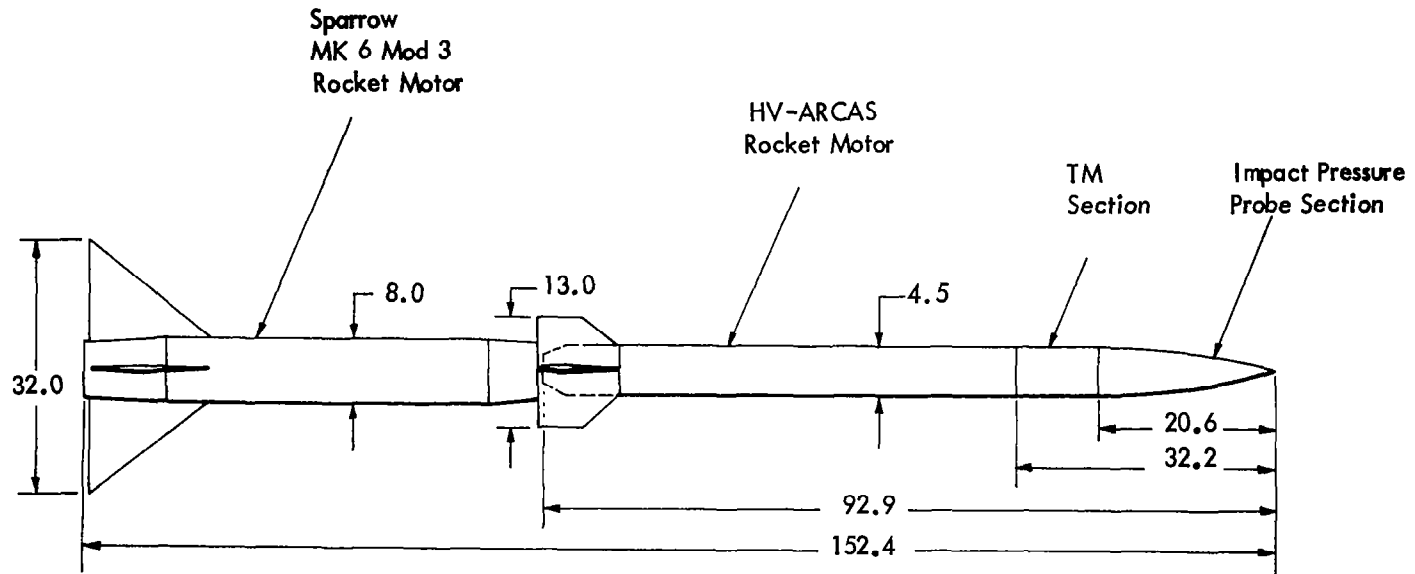 Sparrow
MK 6 Mod 3
Rocket Motor
HV-ARCAS
Rocket Motor
TM
Section
Impact Pressure
Probe Section
8.0
13.0
4.5
32.0
20.6
32.2
92.9
152.4